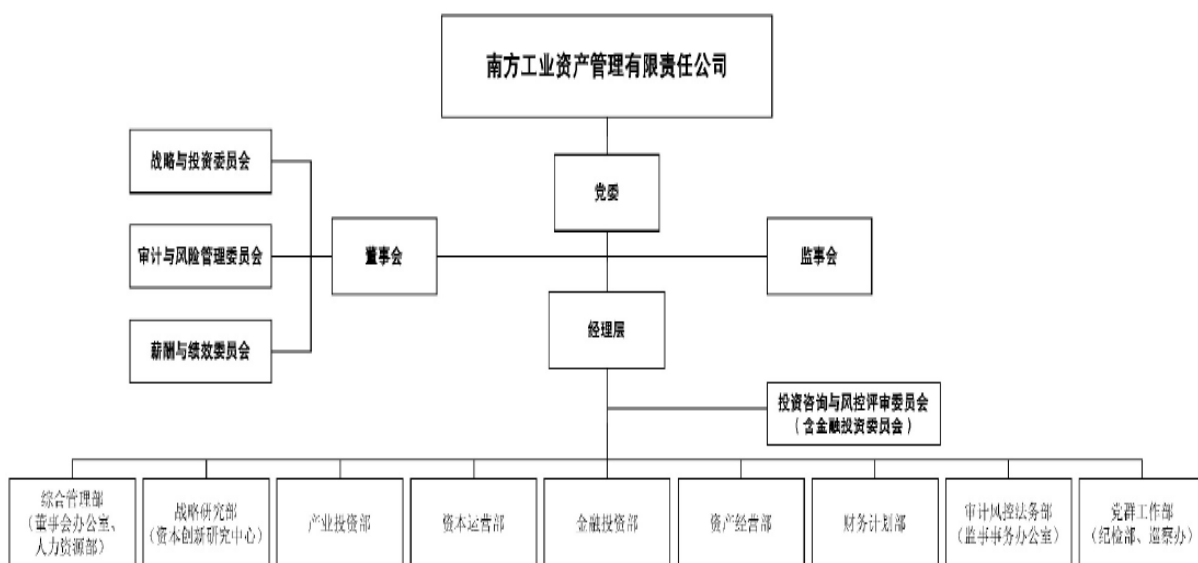 南方工业资产管理有限责任公司
战略与投资委员会
党委
审计与风险管理委员会
董事会
监事会
经理层
薪酬与绩效委员会
投资咨询与风控评审委员会
（含金融投资委员会）
综合管理部
（董事会办公室、
人力资源部）
战略研究部
（资本创新研究中心）
产业投资部
资本运营部
金融投资部
资产经营部
财务计划部
审计风控法务部
（监事事务办公室）
党群工作部
（纪检部、巡察办）